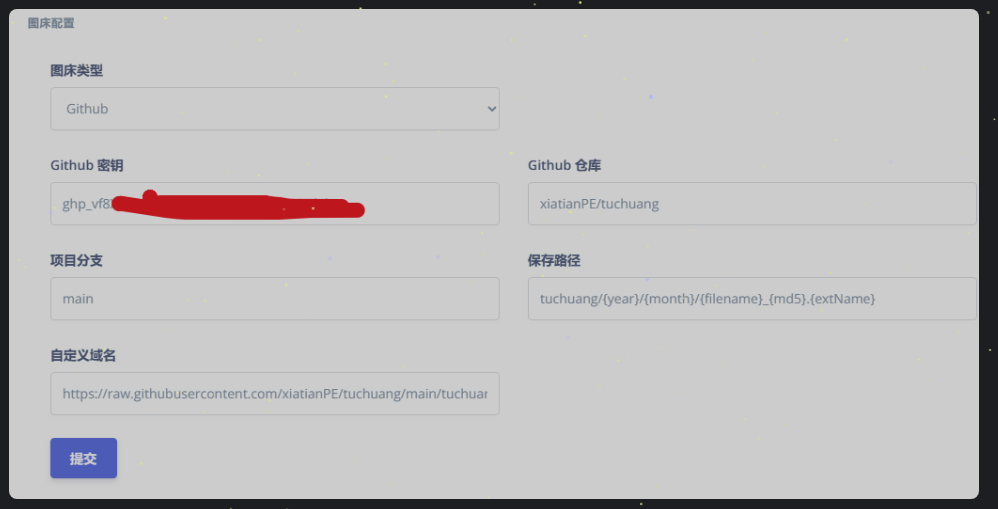 图床配置
图床类型
Github
Github 密钥
Github 仓库
ghp_vf8
xiatianPE/tuchuang
项目分支
保存路径
main
tuchuang/{year}/{month}/{filename}_{md5}.{extName}
自定义域名
https://raw.githubusercontent.com/xiatianPE/tuchuang/main/tuchuan
提交